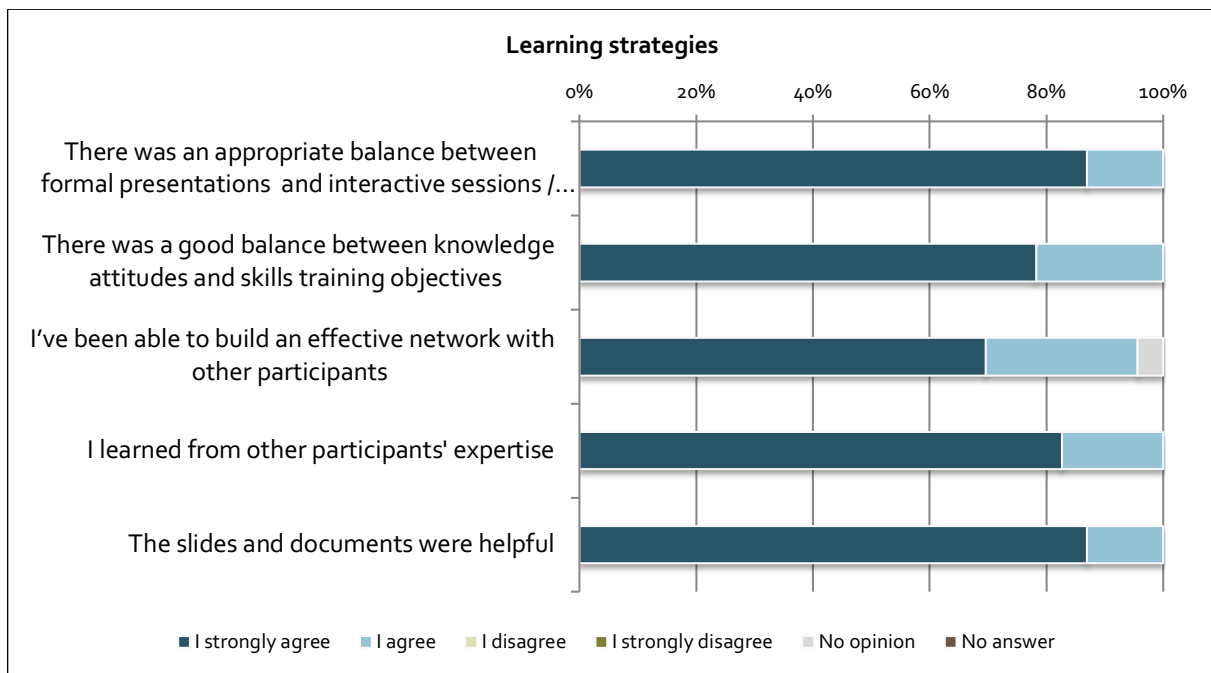 Learning strategies
0% 20% 40% 60% 80% 100%
There was an appropriate balance between
formal presentations and interactive sessions /...
There was a good balance between knowledge
attitudes and skills training objectives
I’ve been able to build an effective network with
other participants
I learned from other participants' expertise
The slides and documents were helpful
I strongly agree I agree I disagree I strongly disagree No opinion No answer